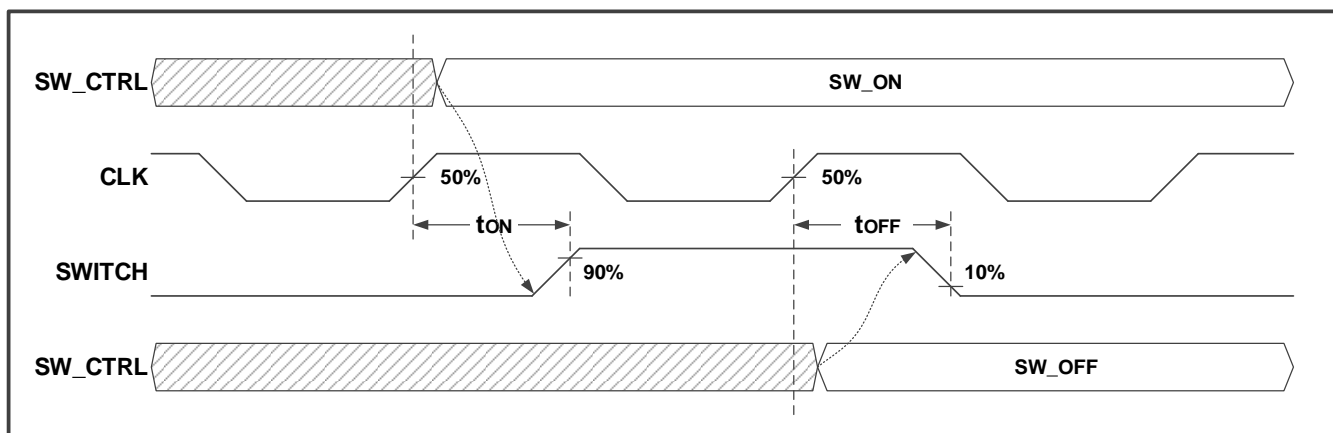 SW_CTRL SW_ON
CLK 50% 50%
tON tOFF
SWITCH 90% 10%
SW_CTRL SW_OFF